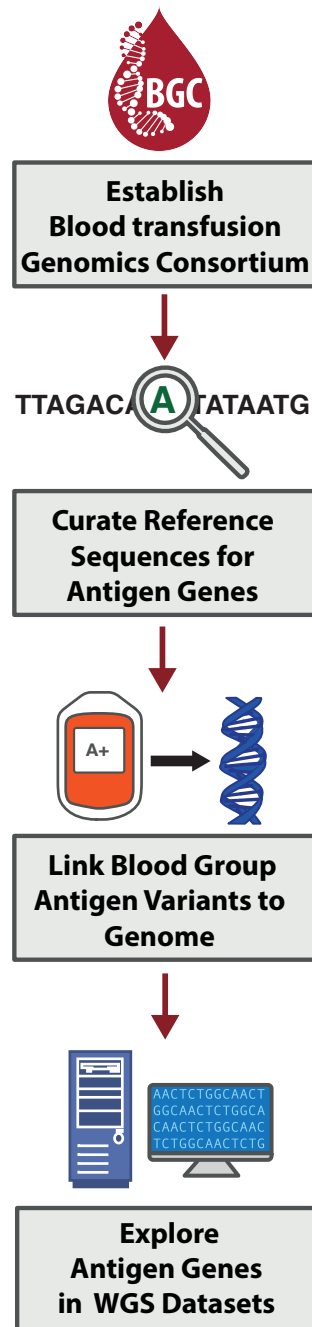 BGC
Establish
Blood transfusion
Genomics Consortium
TTAGACA A TATAATG
Curate Reference
Sequences for
Antigen Genes
A+
Link Blood Group
Antigen Variants to
Genome
AACTCTGGCAACT
GGCAACTCTGGCA
CAACTCTGGCAAC
TCTGGCAACTCTG
Explore
Antigen Genes
in WGS Datasets